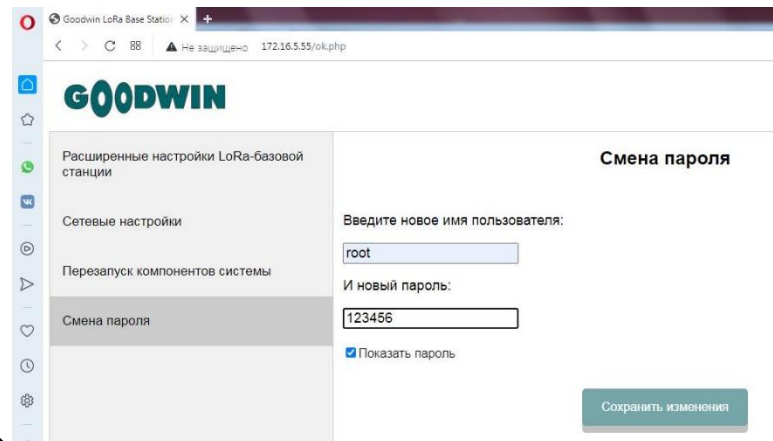 Goodwin LoRa Base Station
88
Не защищено 172.16.5.55/ok.php
GOODWIN
Расширенные настройки LoRa-базовой
станции
Сетевые настройки
Перезапуск компонентов системы
Смена пароля
Смена пароля
Введите новое имя пользователя:
root
И новый пароль:
123456
Показать пароль
Сохранить изменения